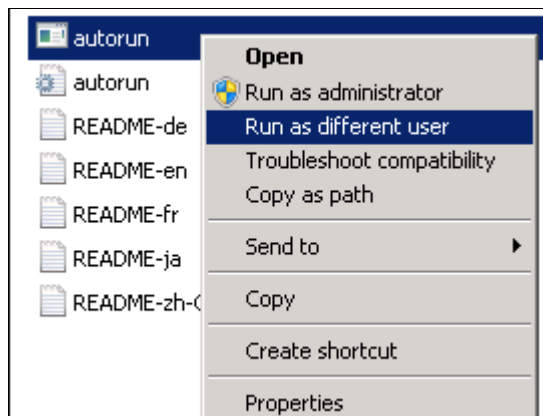 autorun
autorun
README-de
README-en
README-fr
README-ja
README-zh-
Open
Run as administrator
Run as different user
Troubleshoot compatibility
Copy as path
Send to
Copy
Create shortcut
Properties